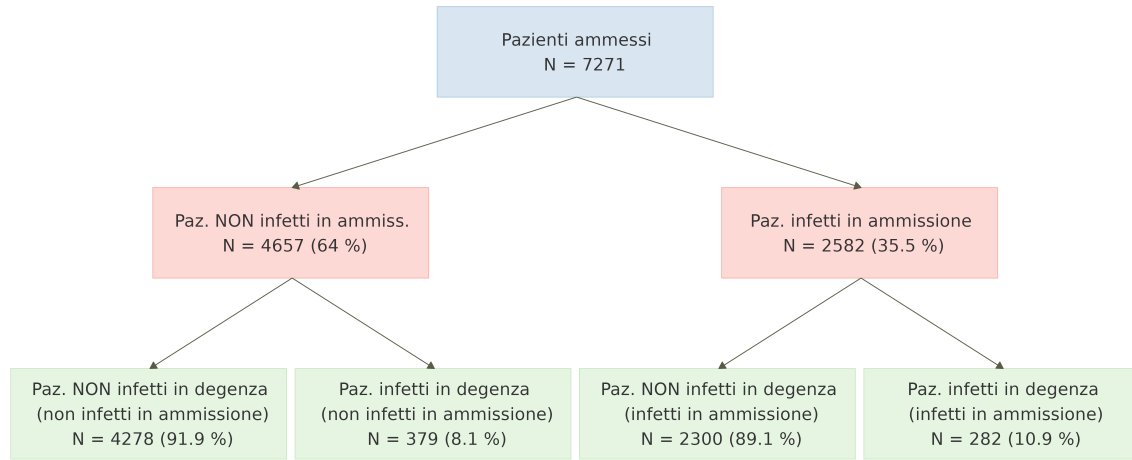 Pazienti ammessi
N = 7271
Paz. NON infetti in ammiss.
N = 4657 (64 %)
Paz. infetti in ammissione
N = 2582 (35.5 %)
Paz. NON infetti in degenza
(non infetti in ammissione)
N = 4278 (91.9 %)
Paz. infetti in degenza
(non infetti in ammissione)
N = 379 (8.1 %)
Paz. NON infetti in degenza
(infetti in ammissione)
N = 2300 (89.1 %)
Paz. infetti in degenza
(infetti in ammissione)
N = 282 (10.9 %)